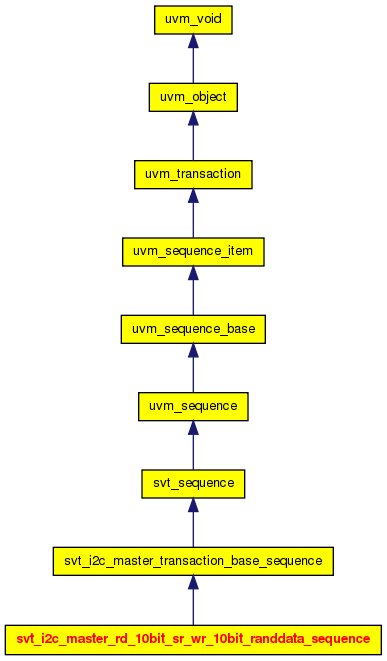 uvm_void
uvm_object
uvm_transaction
uvm_sequence_item
uvm_sequence_base
uvm_sequence
svt_sequence
svt_i2c_master_transaction_base_sequence
svt_i2c_master_rd_10bit_sr_wr_10bit_randdata_sequence